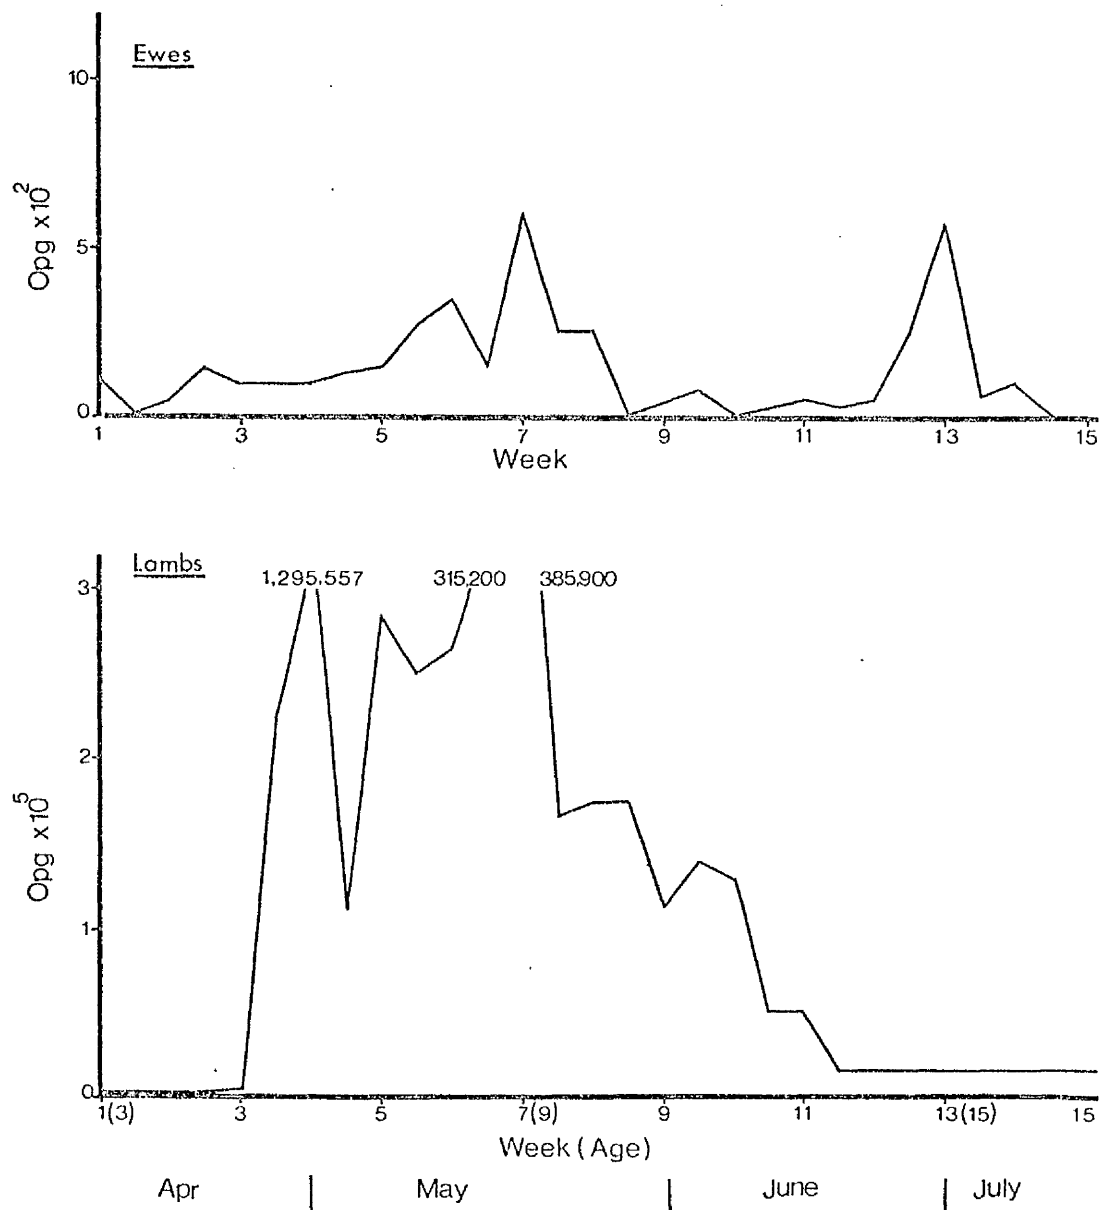 Ewes
10
5
0
Opg x10²
1 3 5 7 9 11 13 15
Week
Lambs
1,295,557 315,200 385,900
3
2
1
0
Opg x10⁵
1(3) 3 5 7(9) 9 11 13(15) 15
Week (Age)
Apr | May | June | July